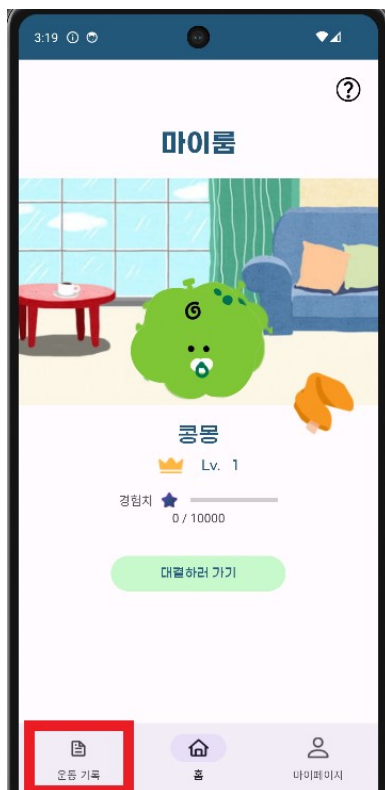 3:19
마이룸
콩몽
Lv. 1
경험치
0 / 10000
대결하러 가기
운동 기록
홈
마이페이지